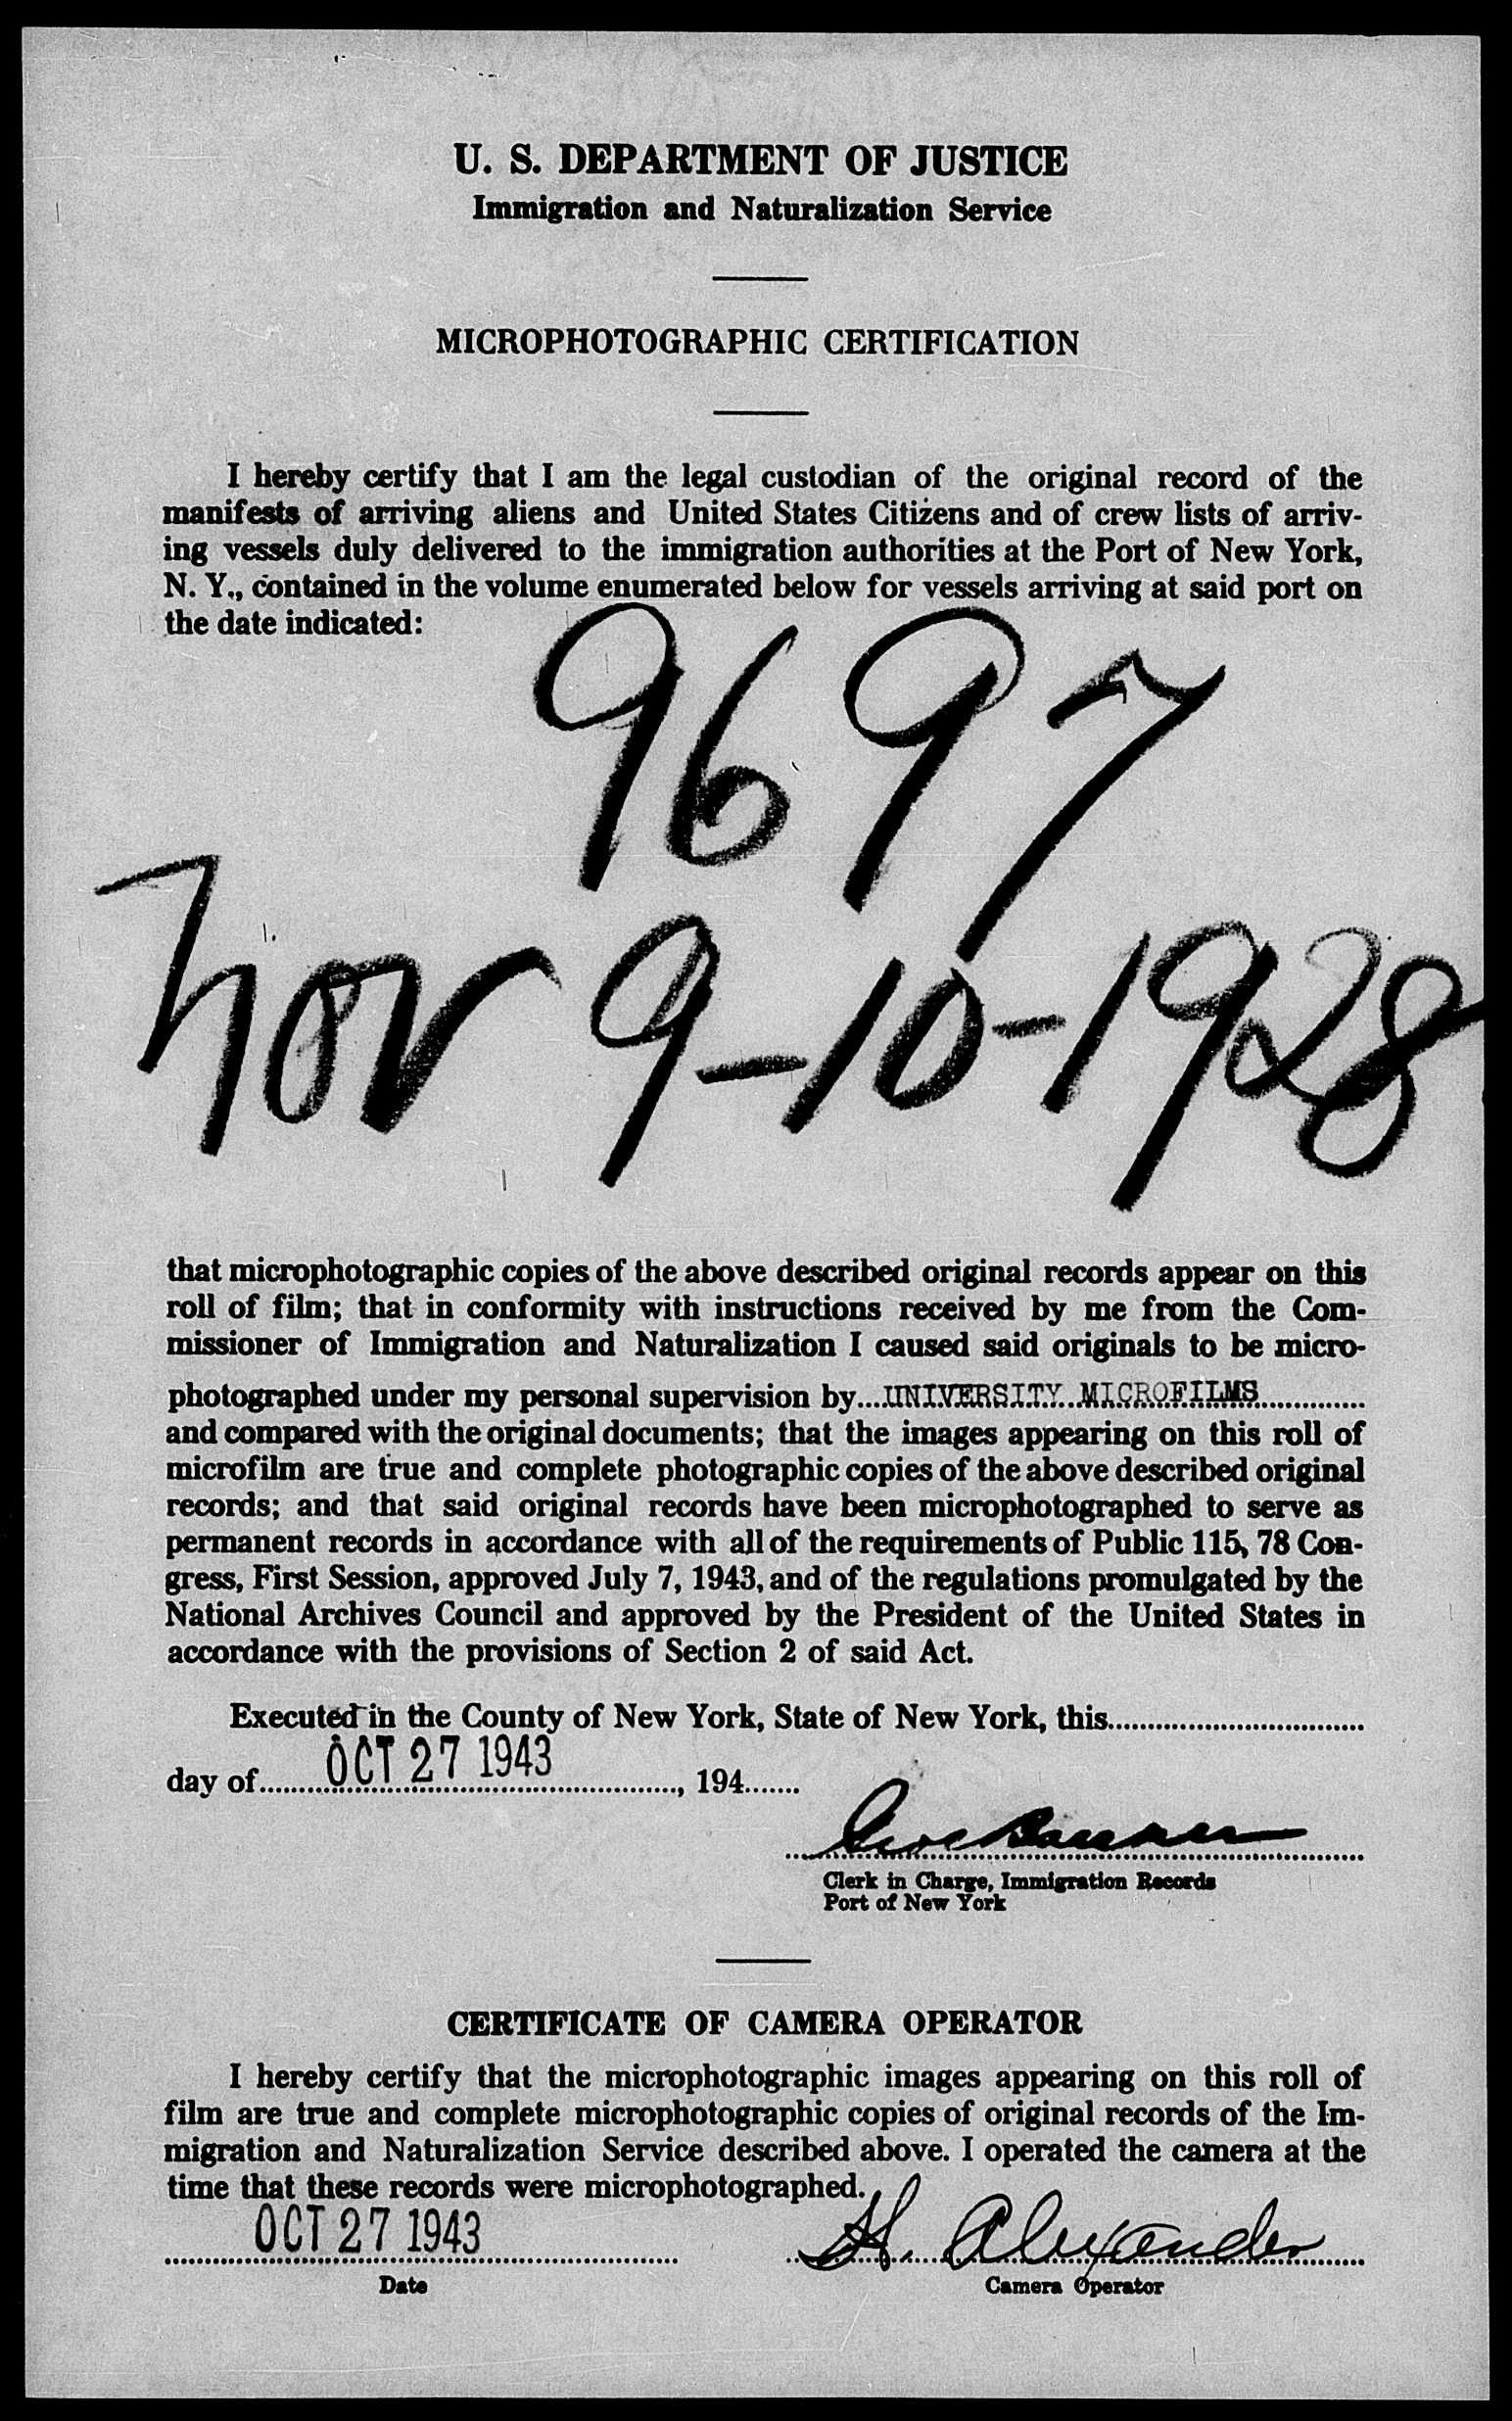 U. S. DEPARTMENT OF JUSTICE
Immigration and Naturalization Service
MICROPHOTOGRAPHIC CERTIFICATION
I hereby certify that I am the legal custodian of the original record of the
manifests of arriving aliens and United States Citizens and of crew lists of arriv-
ing vessels duly delivered to the immigration authorities at the Port of New York,
N. Y., contained in the volume enumerated below for vessels arriving at said port on
the date indicated:
9697
Nov 9-10-1928
that microphotographic copies of the above described original records appear on this
roll of film; that in conformity with instructions received by me from the Com-
missioner of Immigration and Naturalization I caused said originals to be micro-
photographed under my personal supervision by....UNIVERSITY..MICROFILMS..............
and compared with the original documents; that the images appearing on this roll of
microfilm are true and complete photographic copies of the above described original
records; and that said original records have been microphotographed to serve as
permanent records in accordance with all of the requirements of Public 115, 78 Con-
gress, First Session, approved July 7, 1943, and of the regulations promulgated by the
National Archives Council and approved by the President of the United States in
accordance with the provisions of Section 2 of said Act.
Executed in the County of New York, State of New York, this................................
day of........OCT 27 1943................, 194.......
Clerk in Charge, Immigration Records
Port of New York
CERTIFICATE OF CAMERA OPERATOR
I hereby certify that the microphotographic images appearing on this roll of
film are true and complete microphotographic copies of original records of the Im-
migration and Naturalization Service described above. I operated the camera at the
time that these records were microphotographed.
OCT 27 1943 H. Alexander
Date Camera Operator